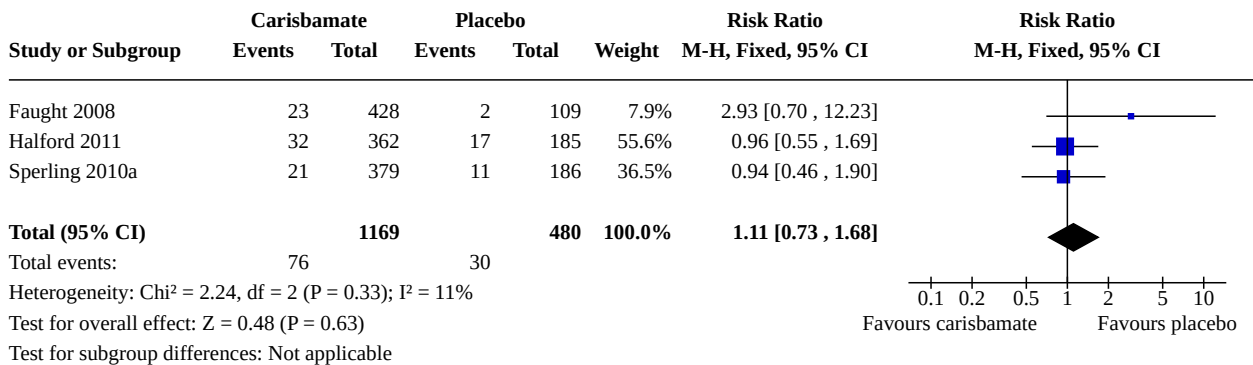 Carisbamate Placebo Risk Ratio Risk Ratio
Study or Subgroup Events Total Events Total Weight M-H, Fixed, 95% CI M-H, Fixed, 95% CI
Faught 2008 23 428 2 109 7.9% 2.93 [0.70 , 12.23]
Halford 2011 32 362 17 185 55.6% 0.96 [0.55 , 1.69]
Sperling 2010a 21 379 11 186 36.5% 0.94 [0.46 , 1.90]
Total (95% CI) 1169 480 100.0% 1.11 [0.73 , 1.68]
Total events: 76 30
Heterogeneity: Chi² = 2.24, df = 2 (P = 0.33); I² = 11%
0.1 0.2 0.5 1 2 5 10
Test for overall effect: Z = 0.48 (P = 0.63)
Favours carisbamate Favours placebo
Test for subgroup differences: Not applicable